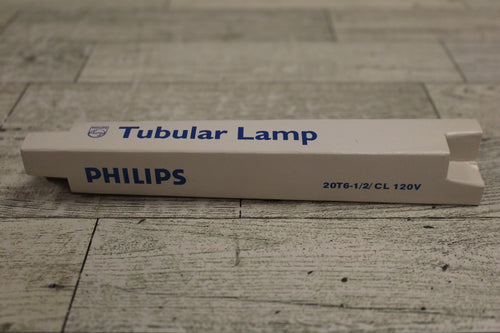 Tubular Lamp
PHILIPS
20T6-1/2/CL 120V